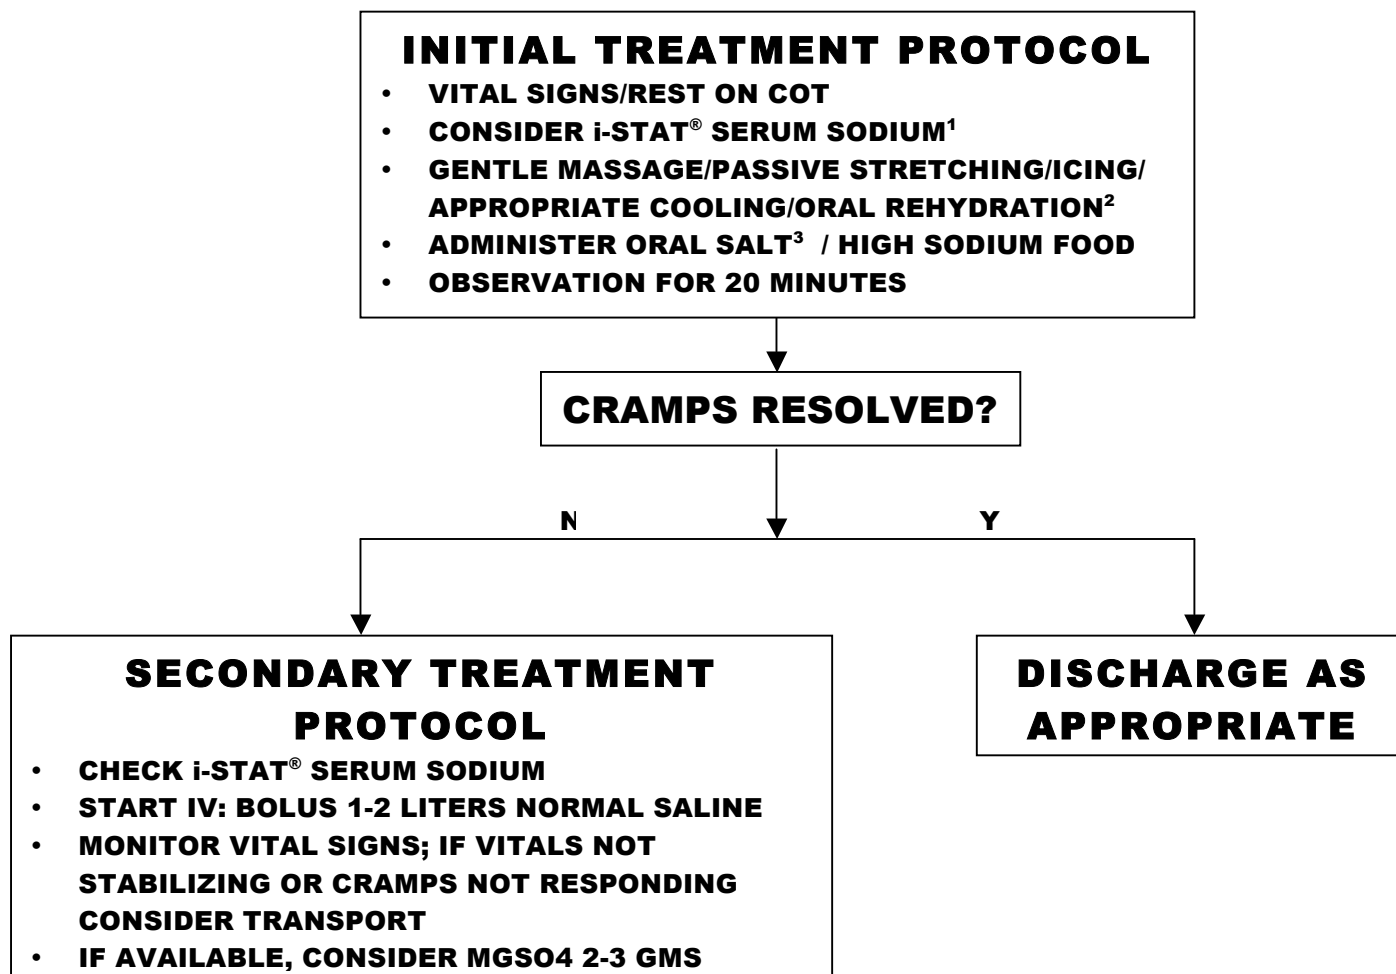 INITIAL TREATMENT PROTOCOL
• VITAL SIGNS/REST ON COT
• CONSIDER i-STAT® SERUM SODIUM¹
• GENTLE MASSAGE/PASSIVE STRETCHING/ICING/
APPROPRIATE COOLING/ORAL REHYDRATION²
• ADMINISTER ORAL SALT³ / HIGH SODIUM FOOD
• OBSERVATION FOR 20 MINUTES
CRAMPS RESOLVED?
N Y
SECONDARY TREATMENT
PROTOCOL
• CHECK i-STAT® SERUM SODIUM
• START IV: BOLUS 1-2 LITERS NORMAL SALINE
• MONITOR VITAL SIGNS; IF VITALS NOT
STABILIZING OR CRAMPS NOT RESPONDING
CONSIDER TRANSPORT
• IF AVAILABLE, CONSIDER MGSO4 2-3 GMS
DISCHARGE AS
APPROPRIATE